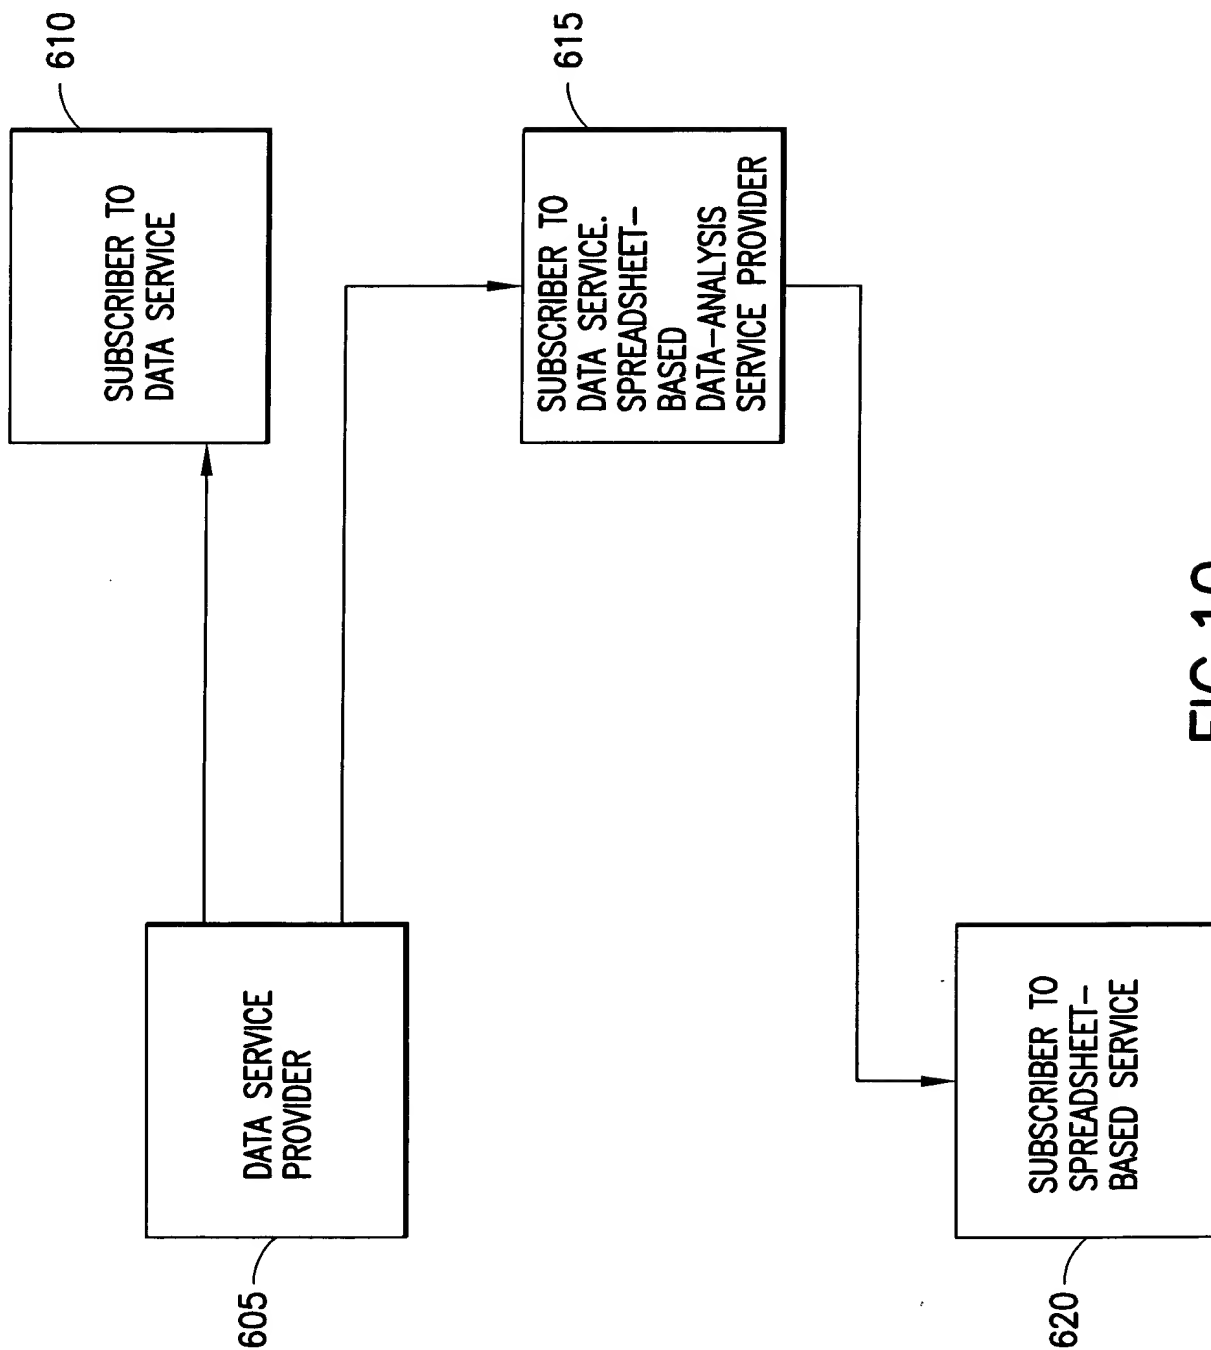 610
SUBSCRIBER TO
DATA SERVICE
605
DATA SERVICE
PROVIDER
615
SUBSCRIBER TO
DATA SERVICE.
SPREADSHEET-
BASED
DATA-ANALYSIS
SERVICE PROVIDER
620
SUBSCRIBER TO
SPREADSHEET-
BASED SERVICE
FIG.